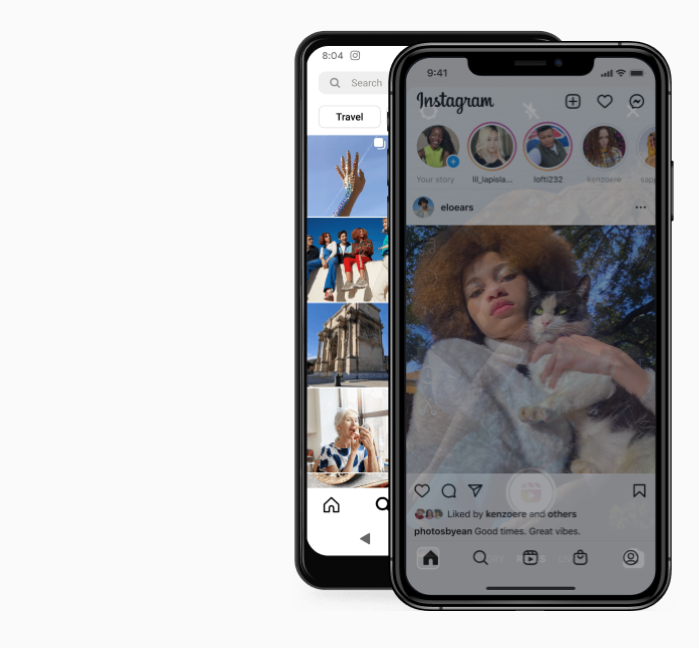 8:04
Search
Travel
9:41
Instagram
Your story
lil_lapisla...
lofti232
kenzoere
sapp
eloears
Liked by kenzoere and others
photosbyean Good times. Great vibes.